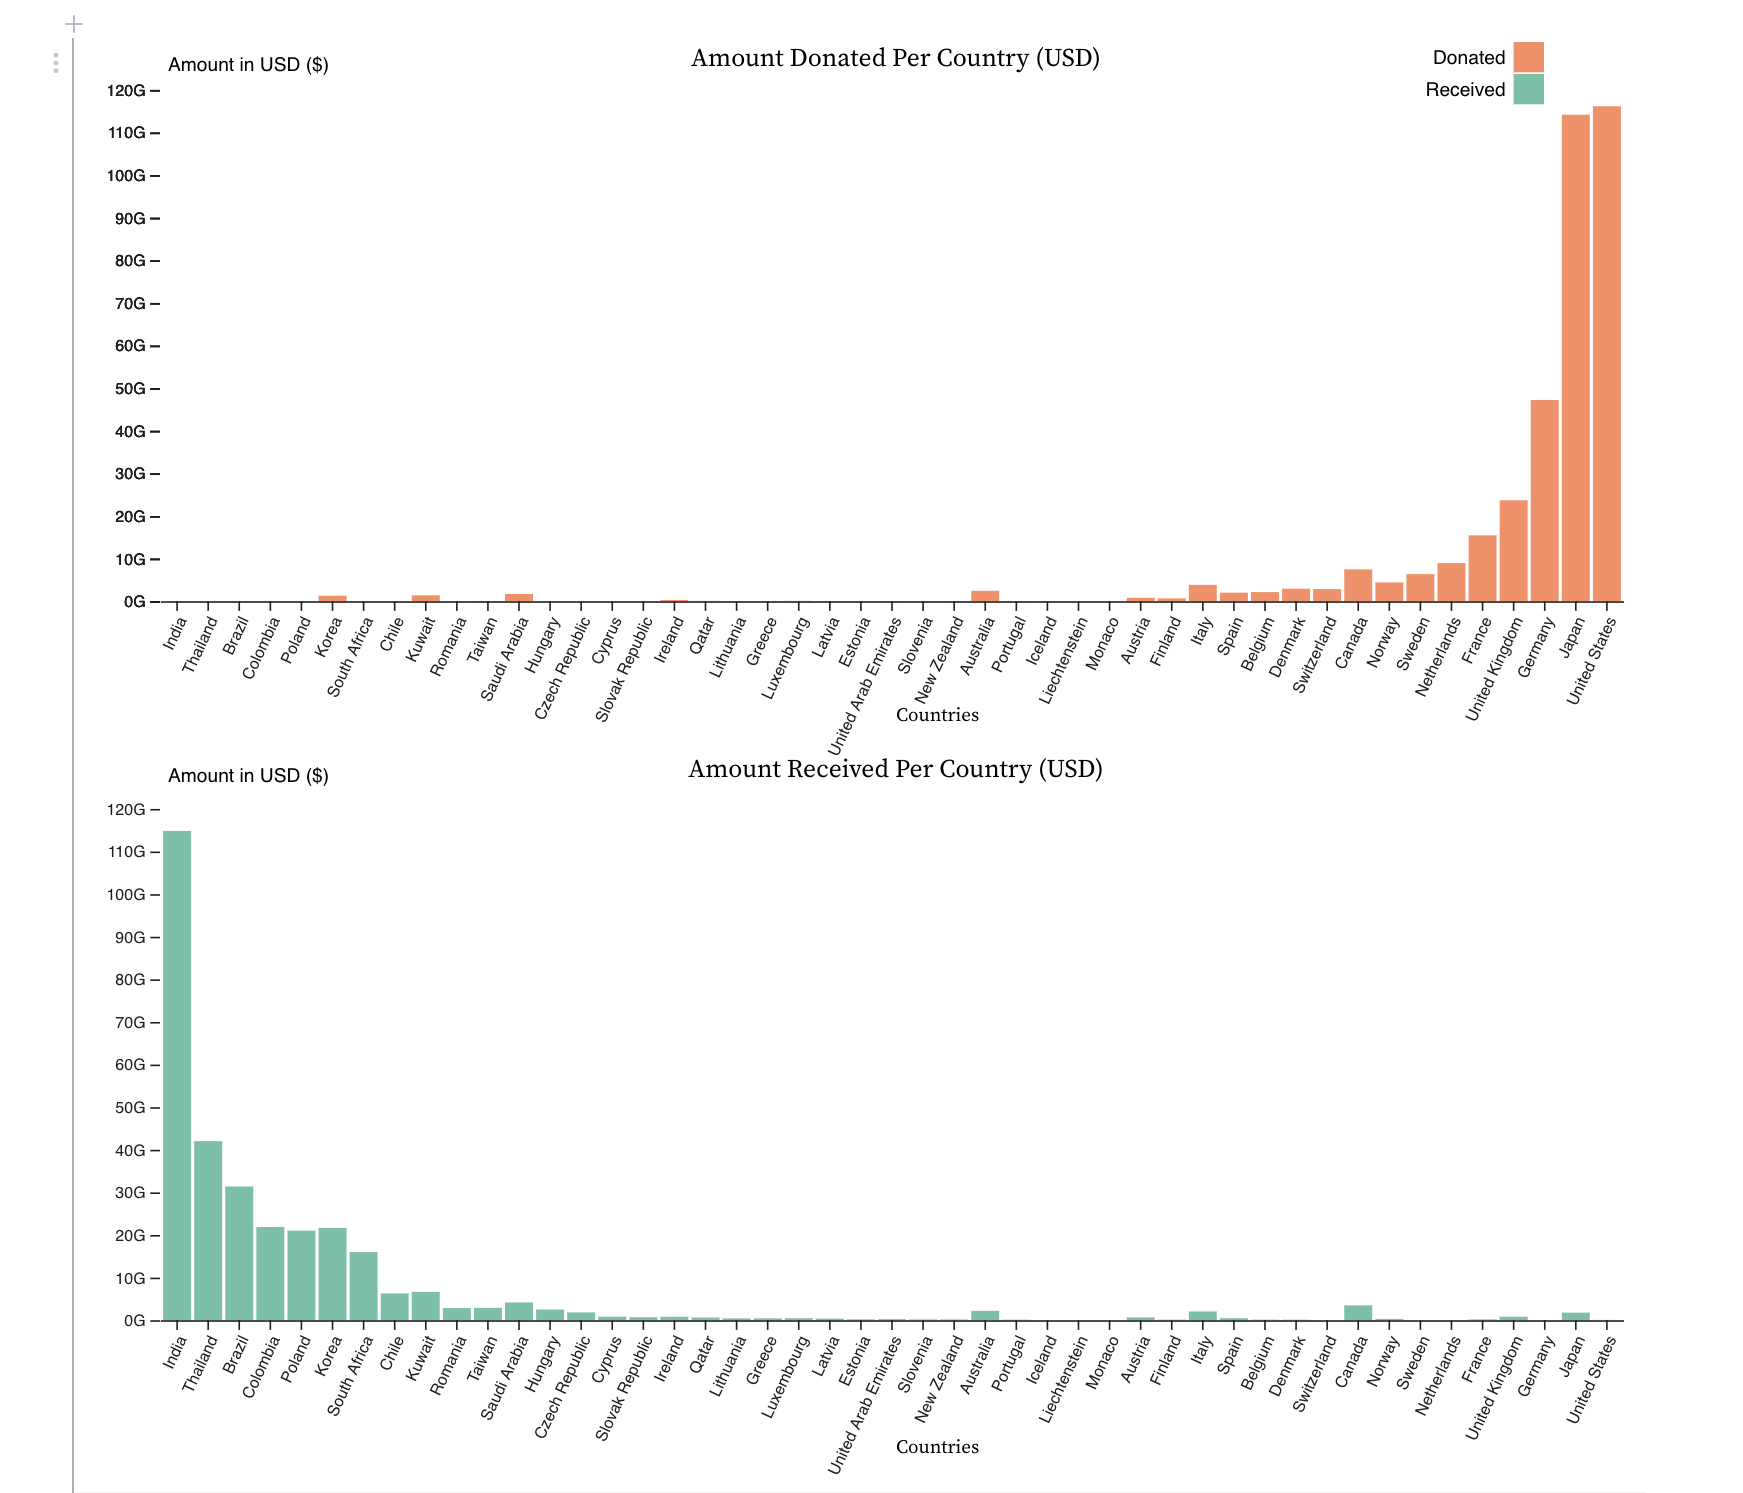 Amount in USD ($)
Amount Donated Per Country (USD)
Donated
Received
120G
110G
100G
90G
80G
70G
60G
50G
40G
30G
20G
10G
0G
India
Thailand
Brazil
Colombia
Poland
Korea
South Africa
Chile
Kuwait
Romania
Taiwan
Saudi Arabia
Hungary
Czech Republic
Cyprus
Slovak Republic
Ireland
Qatar
Lithuania
Greece
Luxembourg
Latvia
Estonia
United Arab Emirates
Slovenia
New Zealand
Australia
Portugal
Iceland
Liechtenstein
Monaco
Austria
Finland
Italy
Spain
Belgium
Denmark
Switzerland
Canada
Norway
Sweden
Netherlands
France
United Kingdom
Germany
Japan
United States
Countries
Amount in USD ($)
Amount Received Per Country (USD)
120G
110G
100G
90G
80G
70G
60G
50G
40G
30G
20G
10G
0G
India
Thailand
Brazil
Colombia
Poland
Korea
South Africa
Chile
Kuwait
Romania
Taiwan
Saudi Arabia
Hungary
Czech Republic
Cyprus
Slovak Republic
Ireland
Qatar
Lithuania
Greece
Luxembourg
Latvia
Estonia
United Arab Emirates
Slovenia
New Zealand
Australia
Portugal
Iceland
Liechtenstein
Monaco
Austria
Finland
Italy
Spain
Belgium
Denmark
Switzerland
Canada
Norway
Sweden
Netherlands
France
United Kingdom
Germany
Japan
United States
Countries